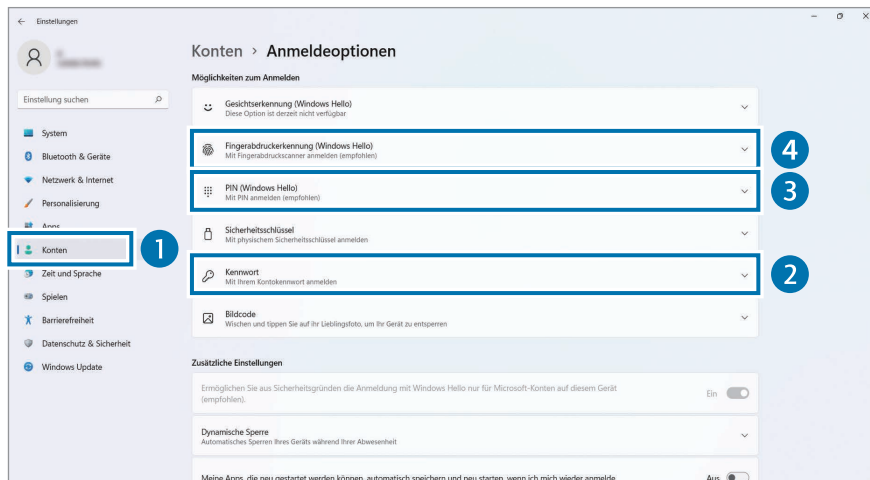 Einstellungen
Konten > Anmeldeoptionen
Möglichkeiten zum Anmelden
Einstellung suchen
System
Bluetooth & Geräte
Netzwerk & Internet
Personalisierung
Apps
Konten
1
Zeit und Sprache
Spielen
Barrierefreiheit
Datenschutz & Sicherheit
Windows Update
Gesichtserkennung (Windows Hello)
Diese Option ist derzeit nicht verfügbar
Fingerabdruckerkennung (Windows Hello)
Mit Fingerabdruckscanner anmelden (empfohlen)
4
PIN (Windows Hello)
Mit PIN anmelden (empfohlen)
3
Sicherheitsschlüssel
Mit physischem Sicherheitsschlüssel anmelden
Kennwort
Mit Ihrem Kontokennwort anmelden
2
Bildcode
Wischen und tippen Sie auf Ihr Lieblingsfoto, um Ihr Gerät zu entsperren
Zusätzliche Einstellungen
Ermöglichen Sie aus Sicherheitsgründen die Anmeldung mit Windows Hello nur für Microsoft-Konten auf diesem Gerät
(empfohlen).
Ein
Dynamische Sperre
Automatisches Sperren Ihres Geräts während Ihrer Abwesenheit
Meine Apps, die neu gestartet werden können, automatisch speichern und neu starten, wenn ich mich wieder anmelde
Aus